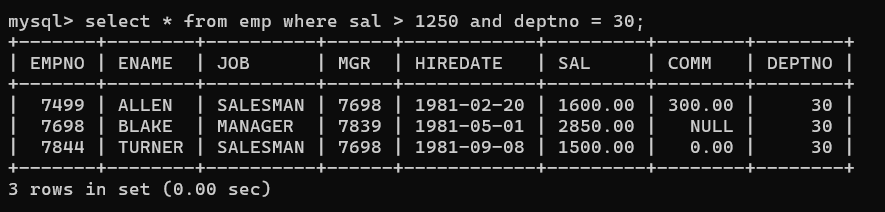 mysql> select * from emp where sal > 1250 and deptno = 30;
+-------+--------+----------+------+------------+---------+--------+--------+
| EMPNO | ENAME  | JOB      | MGR  | HIREDATE   | SAL     | COMM   | DEPTNO |
+-------+--------+----------+------+------------+---------+--------+--------+
|  7499 | ALLEN  | SALESMAN | 7698 | 1981-02-20 | 1600.00 | 300.00 |     30 |
|  7698 | BLAKE  | MANAGER  | 7839 | 1981-05-01 | 2850.00 |   NULL |     30 |
|  7844 | TURNER | SALESMAN | 7698 | 1981-09-08 | 1500.00 |   0.00 |     30 |
+-------+--------+----------+------+------------+---------+--------+--------+
3 rows in set (0.00 sec)